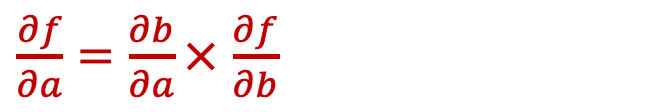 ∂f/∂a = ∂b/∂a × ∂f/∂b